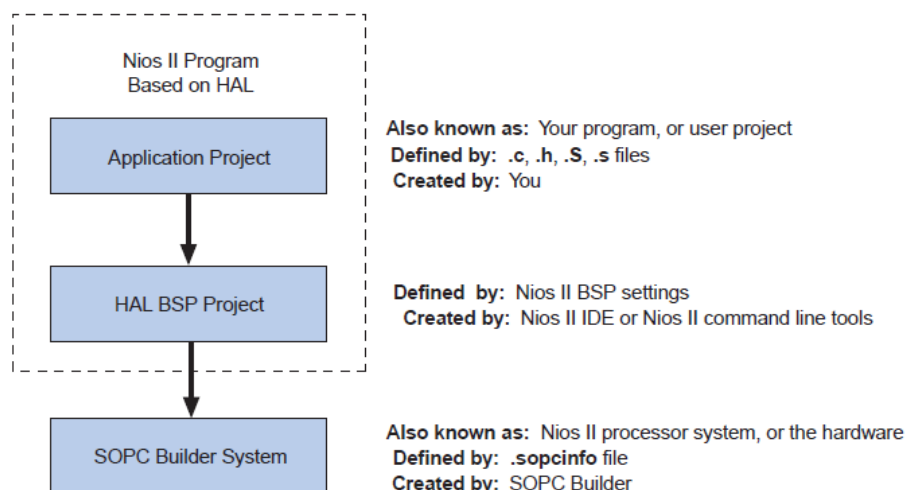 Nios II Program
Based on HAL
Application Project
Also known as: Your program, or user project
Defined by: .c, .h, .S, .s files
Created by: You
HAL BSP Project
Defined by: Nios II BSP settings
Created by: Nios II IDE or Nios II command line tools
SOPC Builder System
Also known as: Nios II processor system, or the hardware
Defined by: .sopcinfo file
Created by: SOPC Builder